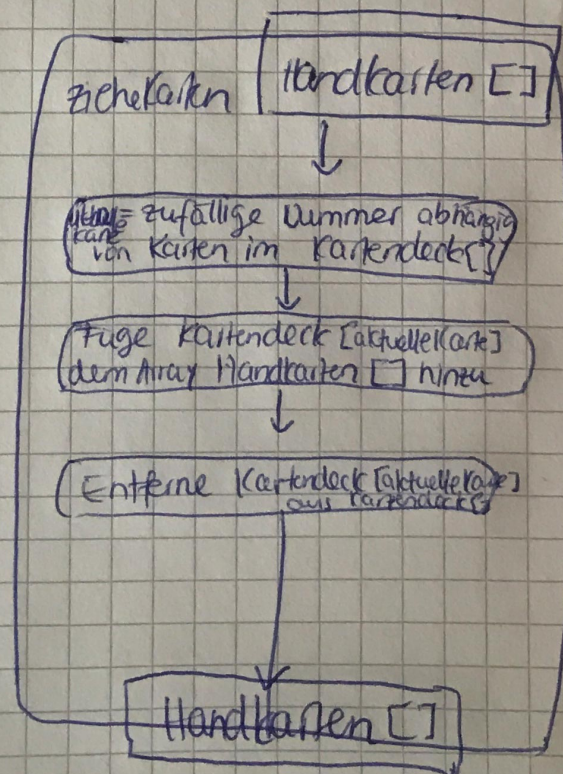 zieheKarten
Handkarten []
= zufällige Nummer abhängig
von Karten im Kartendeck[]
Füge Kartendeck [aktuelleKarte]
dem Array Handkarten [] hinzu
Entferne Kartendeck [aktuelleKarte]
aus Kartendeck[]
Handkarten []